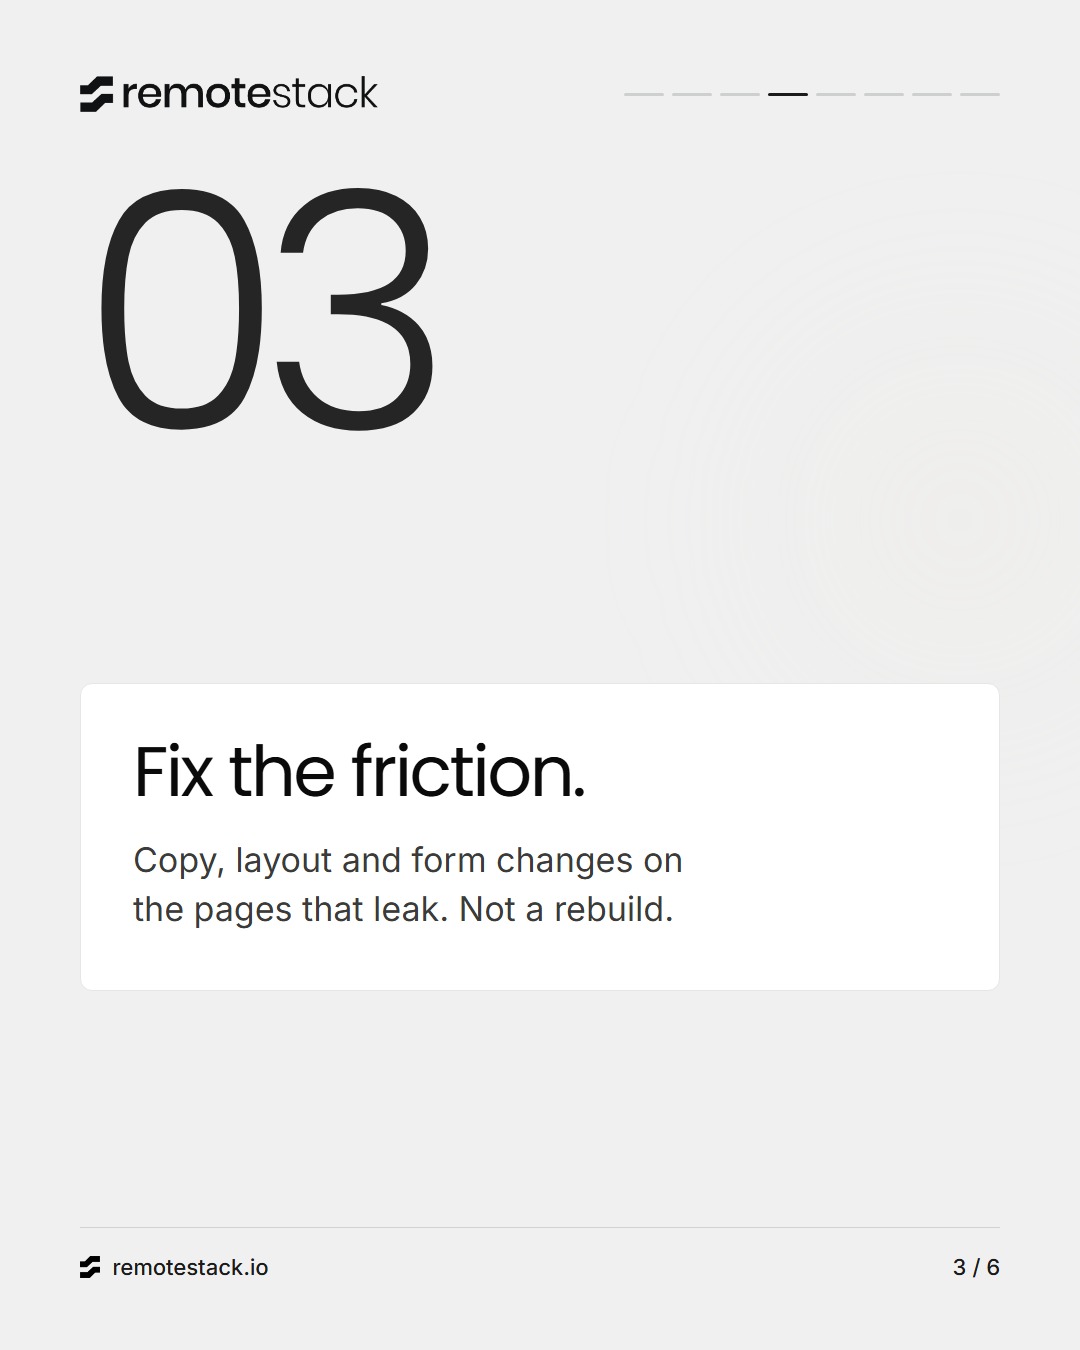 remotestack
03
Fix the friction.
Copy, layout and form changes on
the pages that leak. Not a rebuild.
remotestack.io
3 / 6